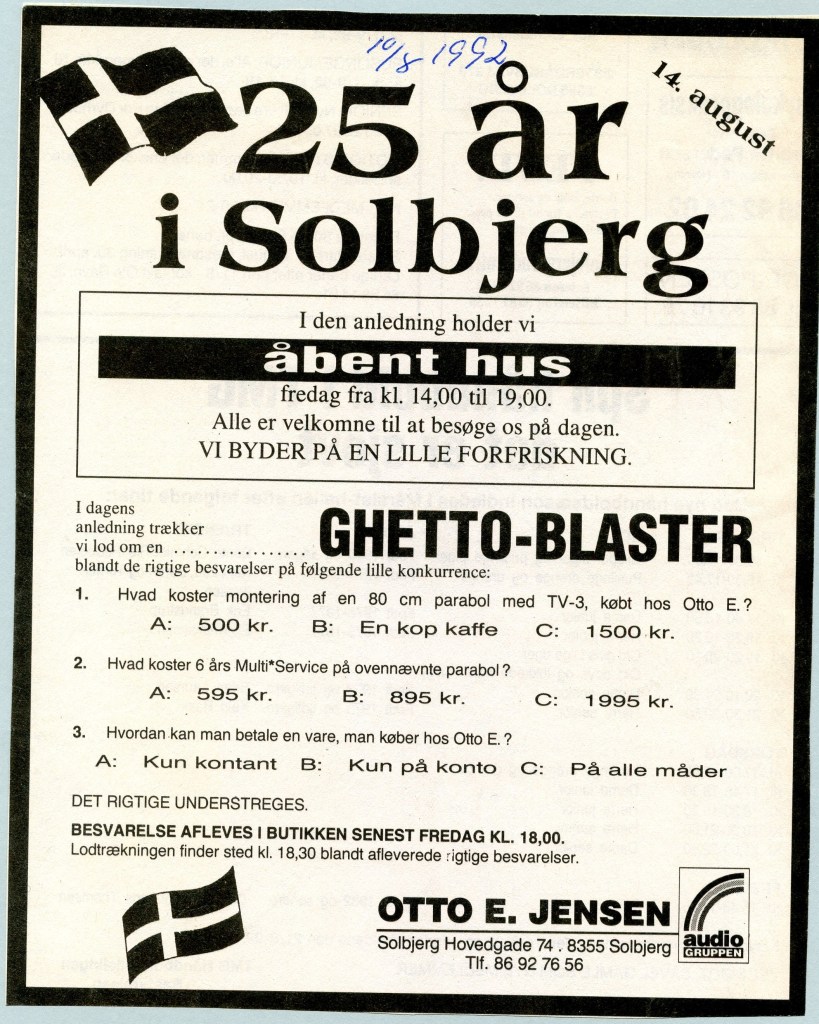 10/8 1992
14. august
25 år
i Solbjerg
I den anledning holder vi
åbent hus
fredag fra kl. 14,00 til 19,00.
Alle er velkomne til at besøge os på dagen.
VI BYDER PÅ EN LILLE FORFRISKNING.
I dagens
anledning trækker
vi lod om en ................. GHETTO-BLASTER
blandt de rigtige besvarelser på følgende lille konkurrence:
1. Hvad koster montering af en 80 cm parabol med TV-3, købt hos Otto E.?
A: 500 kr. B: En kop kaffe C: 1500 kr.
2. Hvad koster 6 års Multi*Service på ovennævnte parabol?
A: 595 kr. B: 895 kr. C: 1995 kr.
3. Hvordan kan man betale en vare, man køber hos Otto E.?
A: Kun kontant B: Kun på konto C: På alle måder
DET RIGTIGE UNDERSTREGES.
BESVARELSE AFLEVES I BUTIKKEN SENEST FREDAG KL. 18,00.
Lodtrækningen finder sted kl. 18,30 blandt afleverede rigtige besvarelser.
OTTO E. JENSEN
Solbjerg Hovedgade 74 - 8355 Solbjerg
Tlf. 86 92 76 56
audio
GRUPPEN